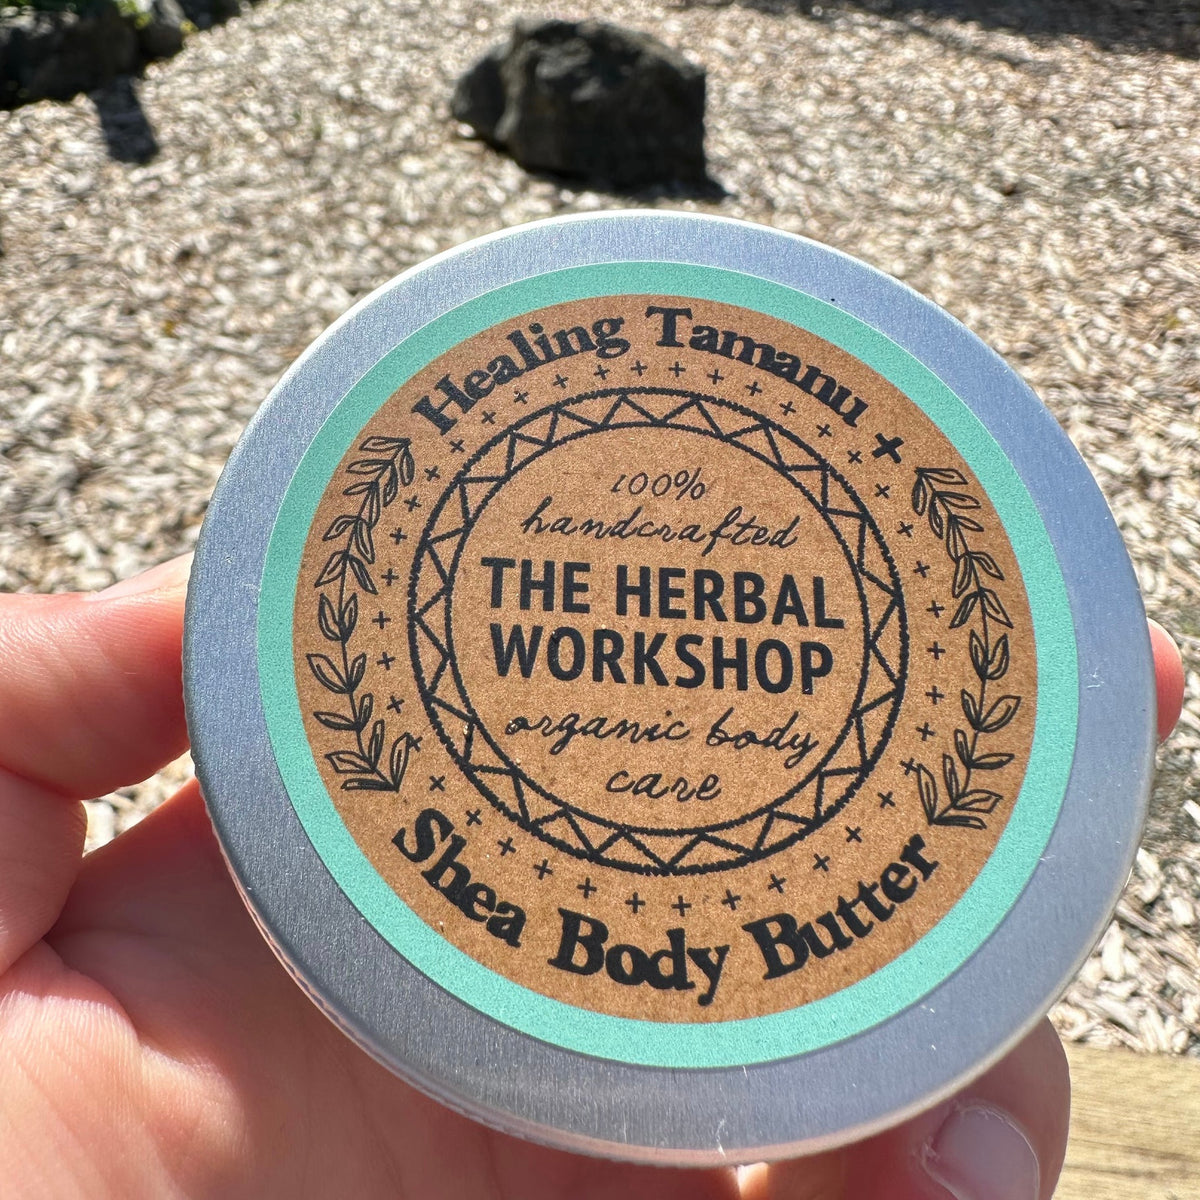 Healing Tamanu +
100%
handcrafted
THE HERBAL
WORKSHOP
organic body
care
Shea Body Butter